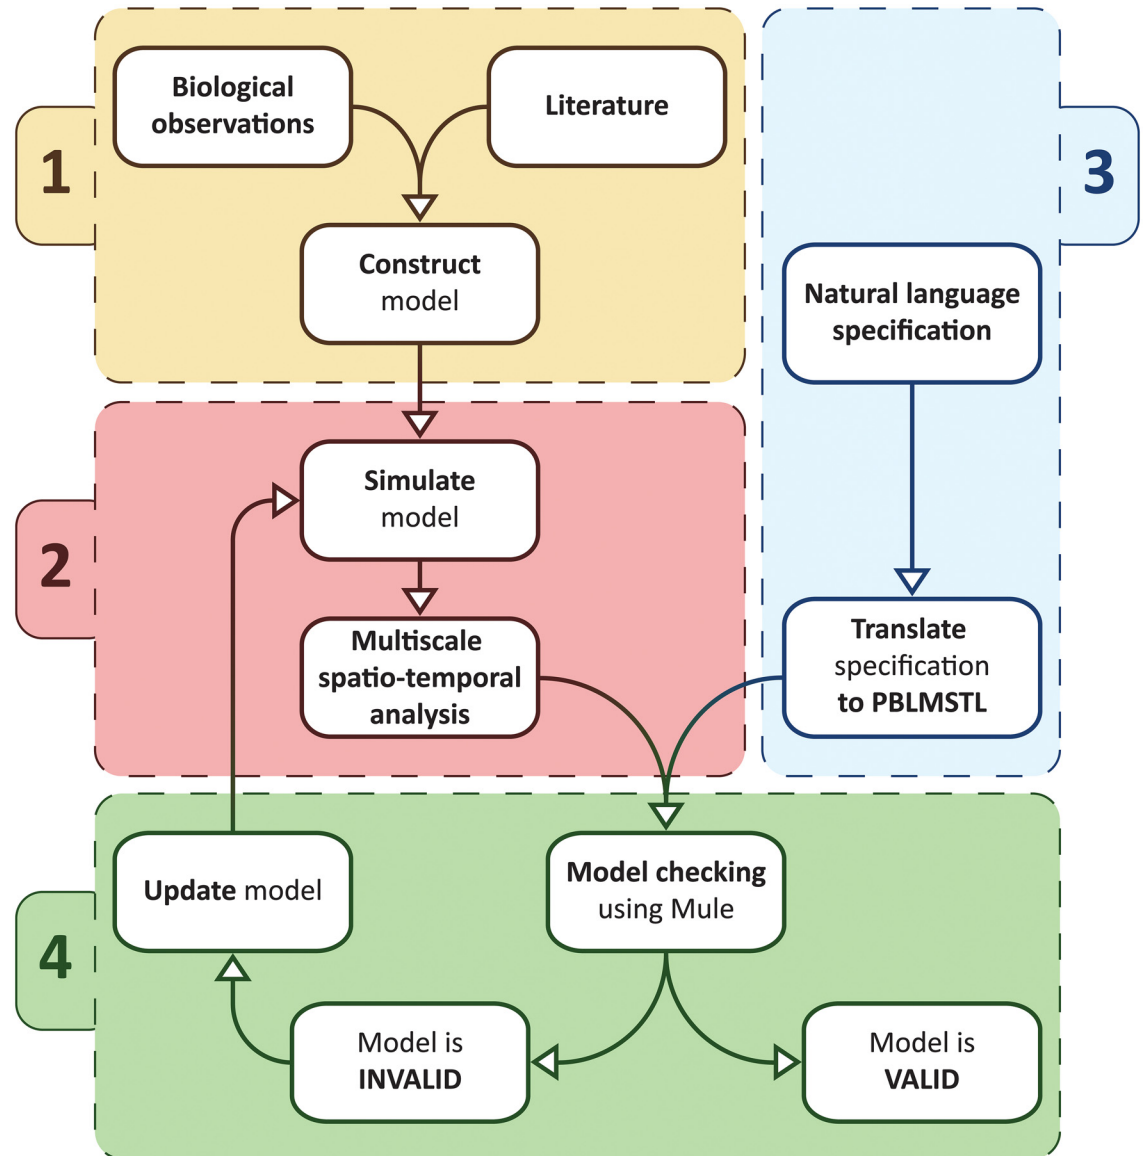 1
Biological
observations
Literature
Construct
model
2
Simulate
model
Multiscale
spatio-temporal
analysis
3
Natural language
specification
Translate
specification
to PBLMSTL
4
Update model
Model checking
using Mule
Model is
INVALID
Model is
VALID